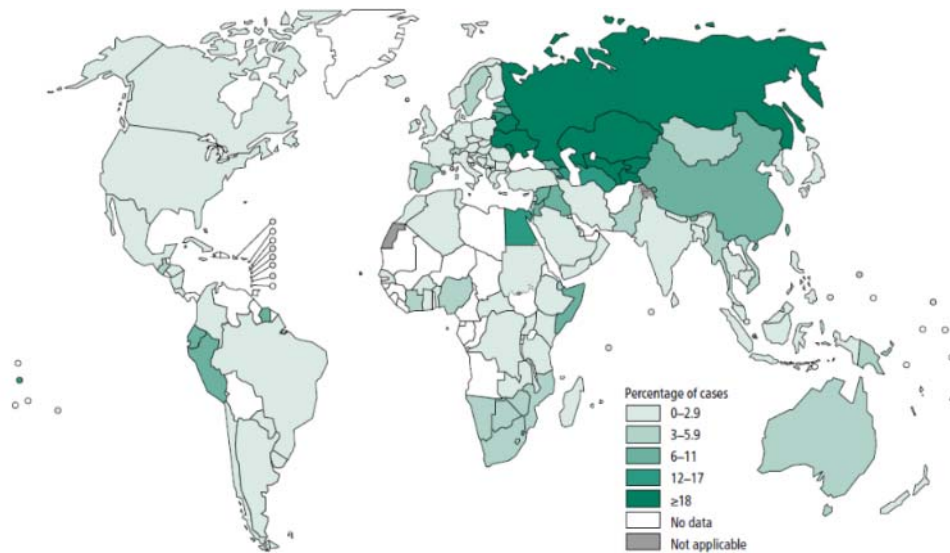 Percentage of cases
0–2.9
3–5.9
6–11
12–17
≥18
No data
Not applicable